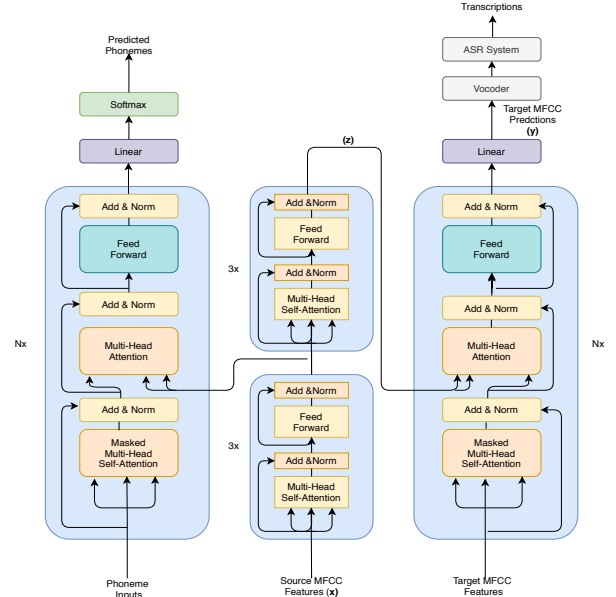 Transcriptions
ASR System
Vocoder
Target MFCC
Predctions
(y)
Linear
Predicted
Phonemes
Softmax
Linear
(z)
Add & Norm
Feed
Forward
Add & Norm
Multi-Head
Attention
Add & Norm
Masked
Multi-Head
Self-Attention
Nx
Phoneme
Inputs
Add &Norm
Feed
Forward
Add &Norm
Multi-Head
Self-Attention
3x
Add &Norm
Feed
Forward
Add &Norm
Multi-Head
Self-Attention
3x
Source MFCC
Features (x)
Add & Norm
Feed
Forward
Add & Norm
Multi-Head
Attention
Add & Norm
Masked
Multi-Head
Self-Attention
Nx
Target MFCC
Features